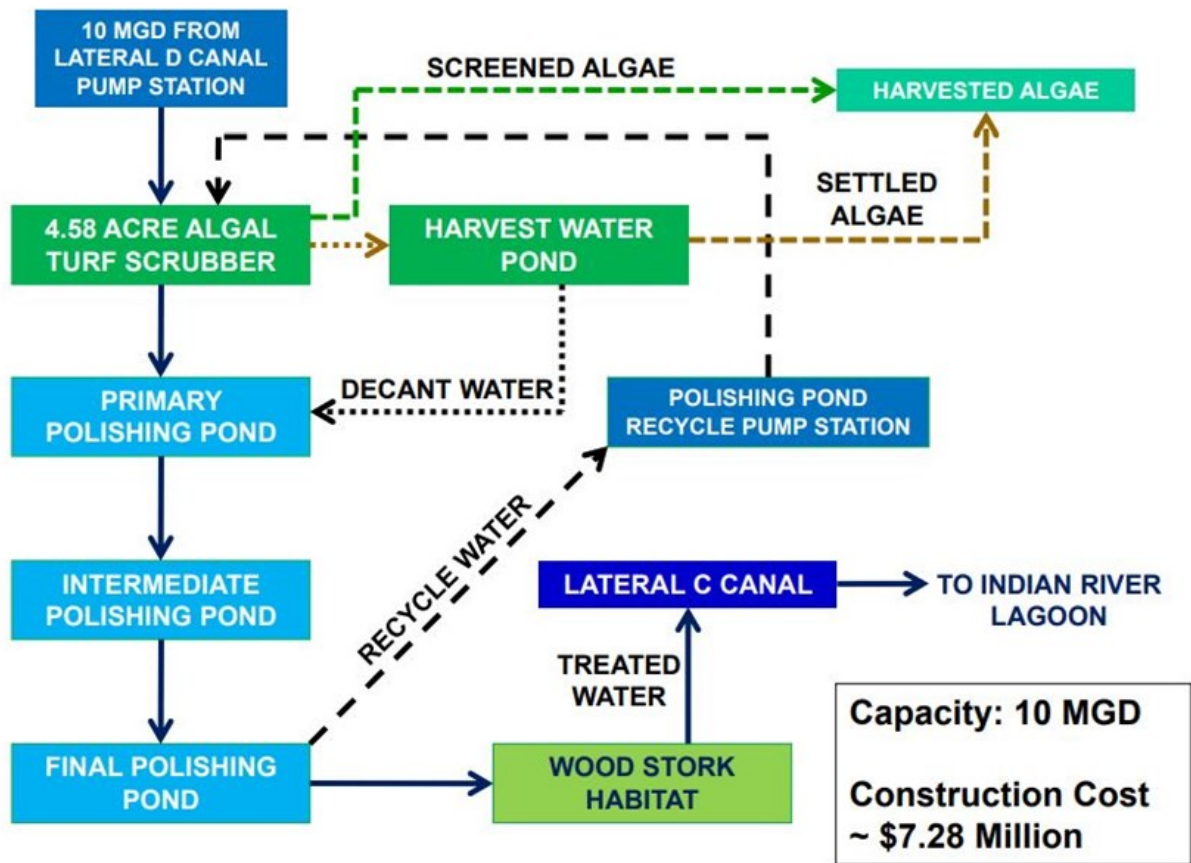 10 MGD FROM
LATERAL D CANAL
PUMP STATION
SCREENED ALGAE
HARVESTED ALGAE
4.58 ACRE ALGAL
TURF SCRUBBER
HARVEST WATER
POND
SETTLED
ALGAE
PRIMARY
POLISHING POND
DECANT WATER
POLISHING POND
RECYCLE PUMP STATION
INTERMEDIATE
POLISHING POND
RECYCLE WATER
LATERAL C CANAL
TO INDIAN RIVER
LAGOON
TREATED
WATER
FINAL POLISHING
POND
WOOD STORK
HABITAT
Capacity: 10 MGD
Construction Cost
~ $7.28 Million